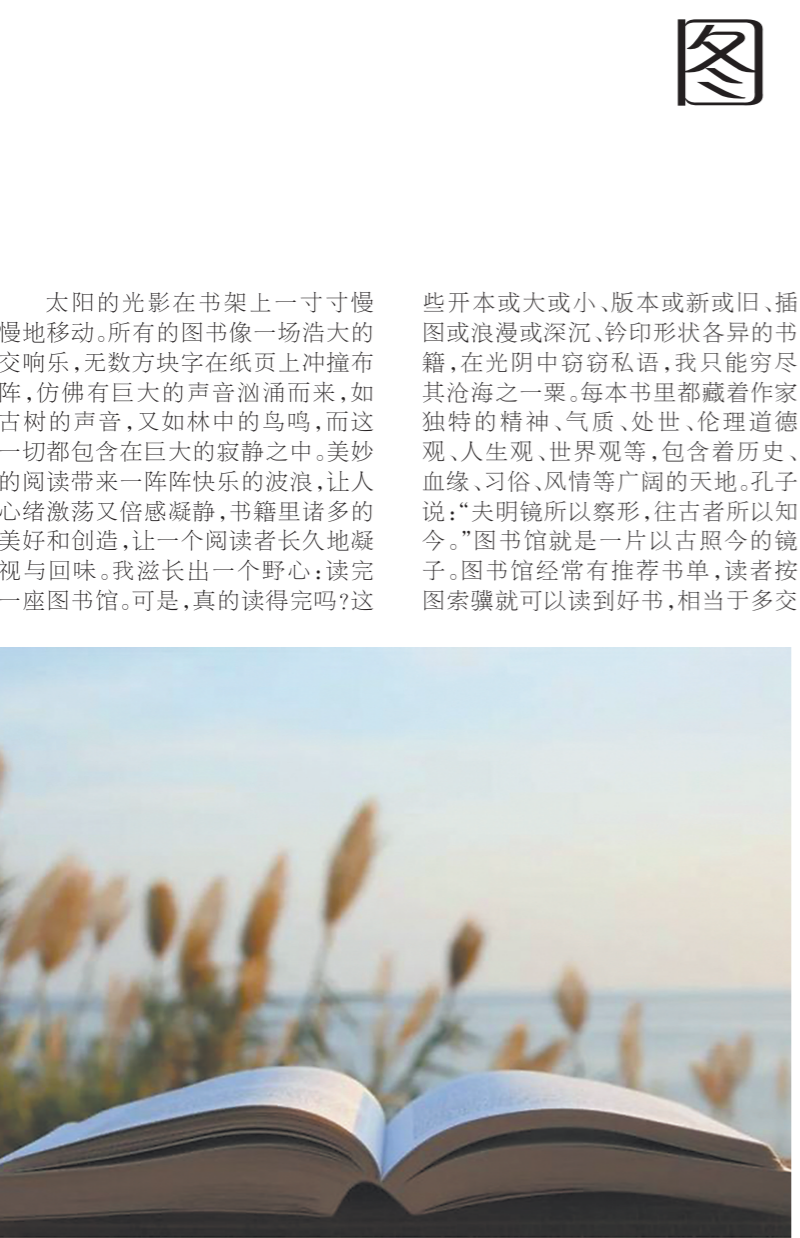 图
太阳的光影在书架上一寸寸慢
慢地移动。所有的图书像一场浩大的
交响乐,无数方块字在纸页上冲撞布
阵,仿佛有巨大的声音汹涌而来,如
古树的声音,又如林中的鸟鸣,而这
一切都包含在巨大的寂静之中。美妙
的阅读带来一阵阵快乐的波浪,让人
心绪激荡又倍感凝静,书籍里诸多的
美好和创造,让一个阅读者长久地凝
视与回味。我滋长出一个野心:读完
一座图书馆。可是,真的读得完吗?这
些开本或大或小、版本或新或旧、插
图或浪漫或深沉、钤印形状各异的书
籍,在光阴中窃窃私语,我只能穷尽
其沧海之一粟。每本书里都藏着作家
独特的精神、气质、处世、伦理道德
观、人生观、世界观等,包含着历史、
血缘、习俗、风情等广阔的天地。孔子
说:“夫明镜所以察形,往古者所以知
今。”图书馆就是一片以古照今的镜
子。图书馆经常有推荐书单,读者按
图索骥就可以读到好书,相当于多交